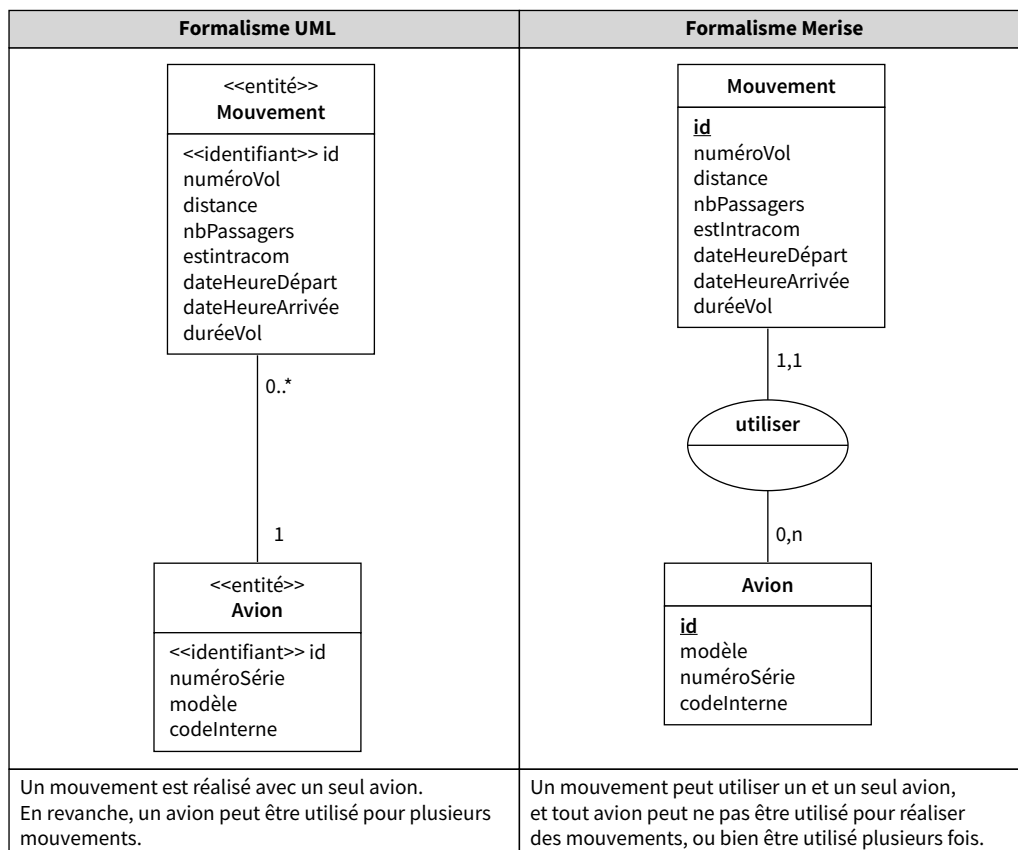 Formalisme UML
Formalisme Merise
<<entité>>
Mouvement
<<identifiant>> id
numéroVol
distance
nbPassagers
estintracom
dateHeureDépart
dateHeureArrivée
duréeVol
0..*
1
<<entité>>
Avion
<<identifiant>> id
numéroSérie
modèle
codeInterne
Un mouvement est réalisé avec un seul avion.
En revanche, un avion peut être utilisé pour plusieurs
mouvements.
Mouvement
id
numéroVol
distance
nbPassagers
estIntracom
dateHeureDépart
dateHeureArrivée
duréeVol
1,1
utiliser
0,n
Avion
id
modèle
numéroSérie
codeInterne
Un mouvement peut utiliser un et un seul avion,
et tout avion peut ne pas être utilisé pour réaliser
des mouvements, ou bien être utilisé plusieurs fois.